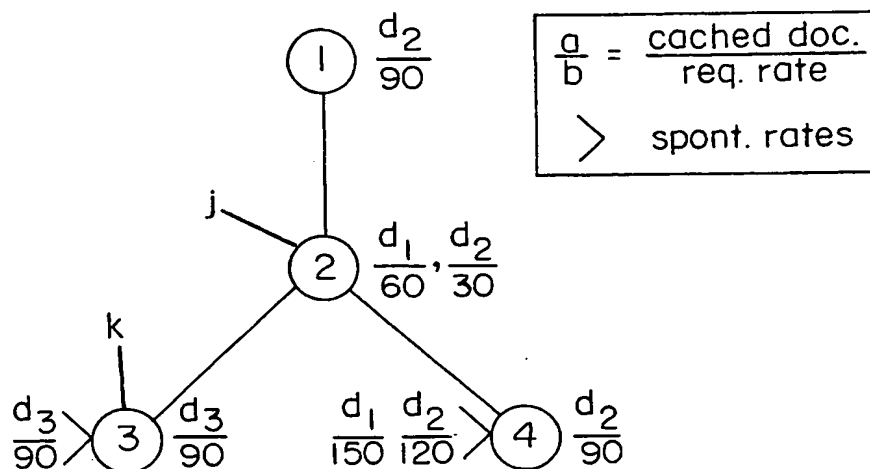 1 d2/90
a/b = cached doc./req. rate
> spont. rates
j
2 d1/60, d2/30
k
d3/90 > 3 d3/90
d1/150 d2/120 > 4 d2/90